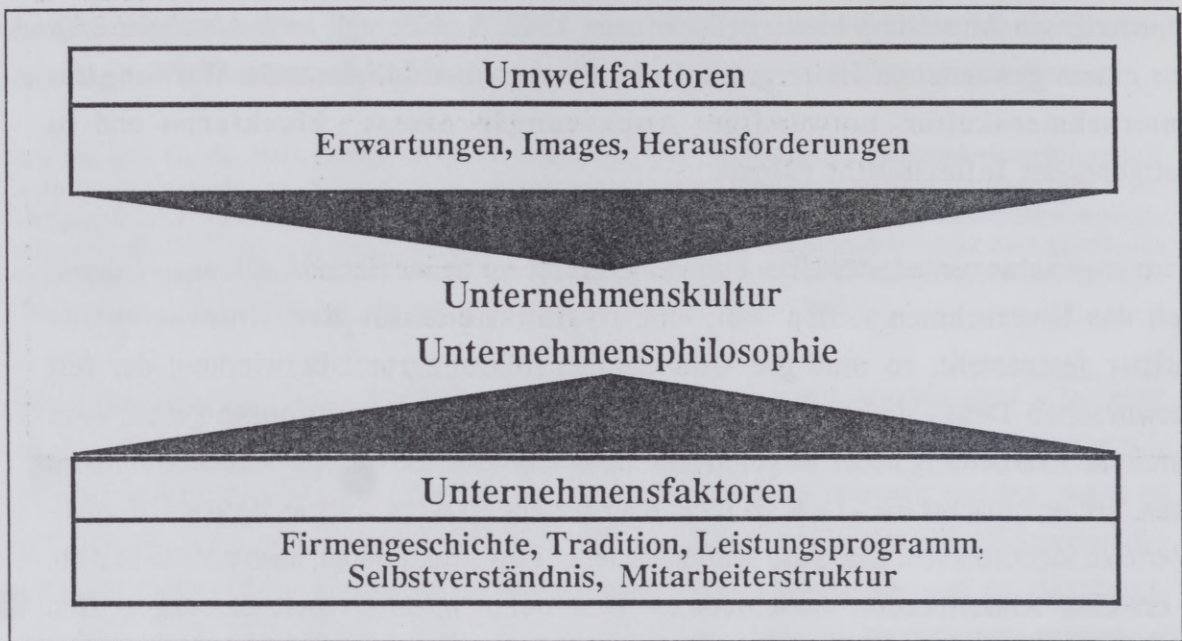 Umweltfaktoren
Erwartungen, Images, Herausforderungen
Unternehmenskultur
Unternehmensphilosophie
Unternehmensfaktoren
Firmengeschichte, Tradition, Leistungsprogramm,
Selbstverständnis, Mitarbeiterstruktur